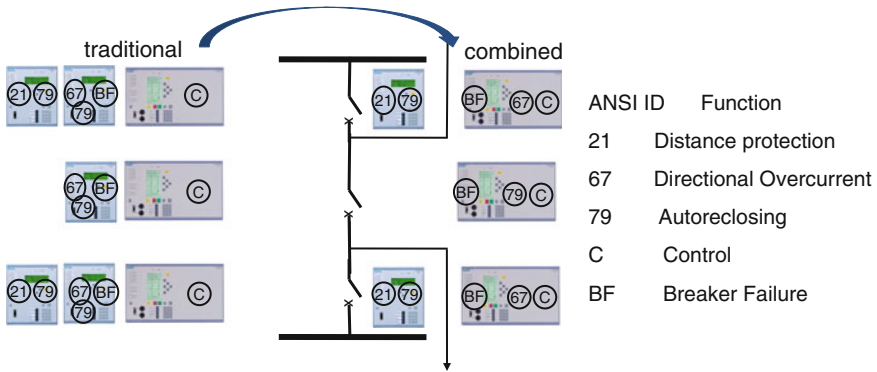 traditional
combined
21 79 67 BF 79 C
21 79
BF 67 C
67 BF 79 C
BF 79 C
21 79 67 BF 79 C
21 79
BF 67 C
ANSI ID Function
21 Distance protection
67 Directional Overcurrent
79 Autoreclosing
C Control
BF Breaker Failure